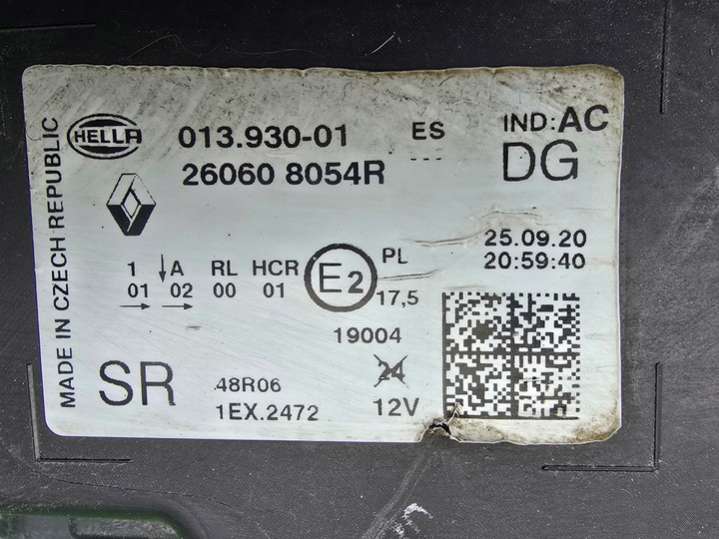 MADE IN CZECH REPUBLIC
HELLA 013.930-01 ES IND:AC
26060 8054R --- DG
25.09.20
20:59:40
1 ↓A RL HCR E2 PL
01 02 00 01 17,5
→ →
19004
24
SR 48R06
1EX.2472 12V